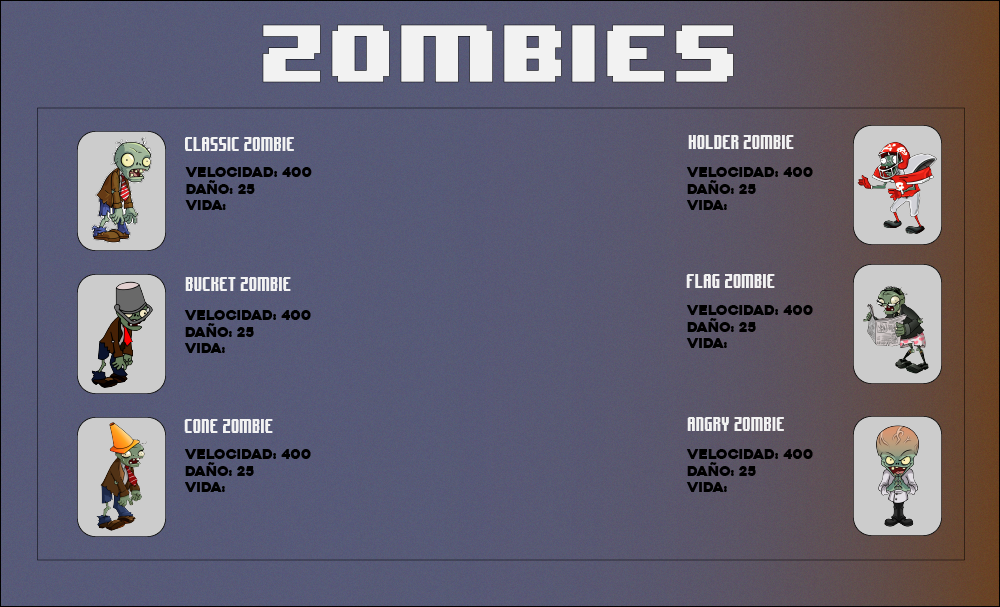 ZOMBIES
CLASSIC ZOMBIE
VELOCIDAD: 400
DAÑO: 25
VIDA:
BUCKET ZOMBIE
VELOCIDAD: 400
DAÑO: 25
VIDA:
CONE ZOMBIE
VELOCIDAD: 400
DAÑO: 25
VIDA:
HOLDER ZOMBIE
VELOCIDAD: 400
DAÑO: 25
VIDA:
FLAG ZOMBIE
VELOCIDAD: 400
DAÑO: 25
VIDA:
ANGRY ZOMBIE
VELOCIDAD: 400
DAÑO: 25
VIDA: